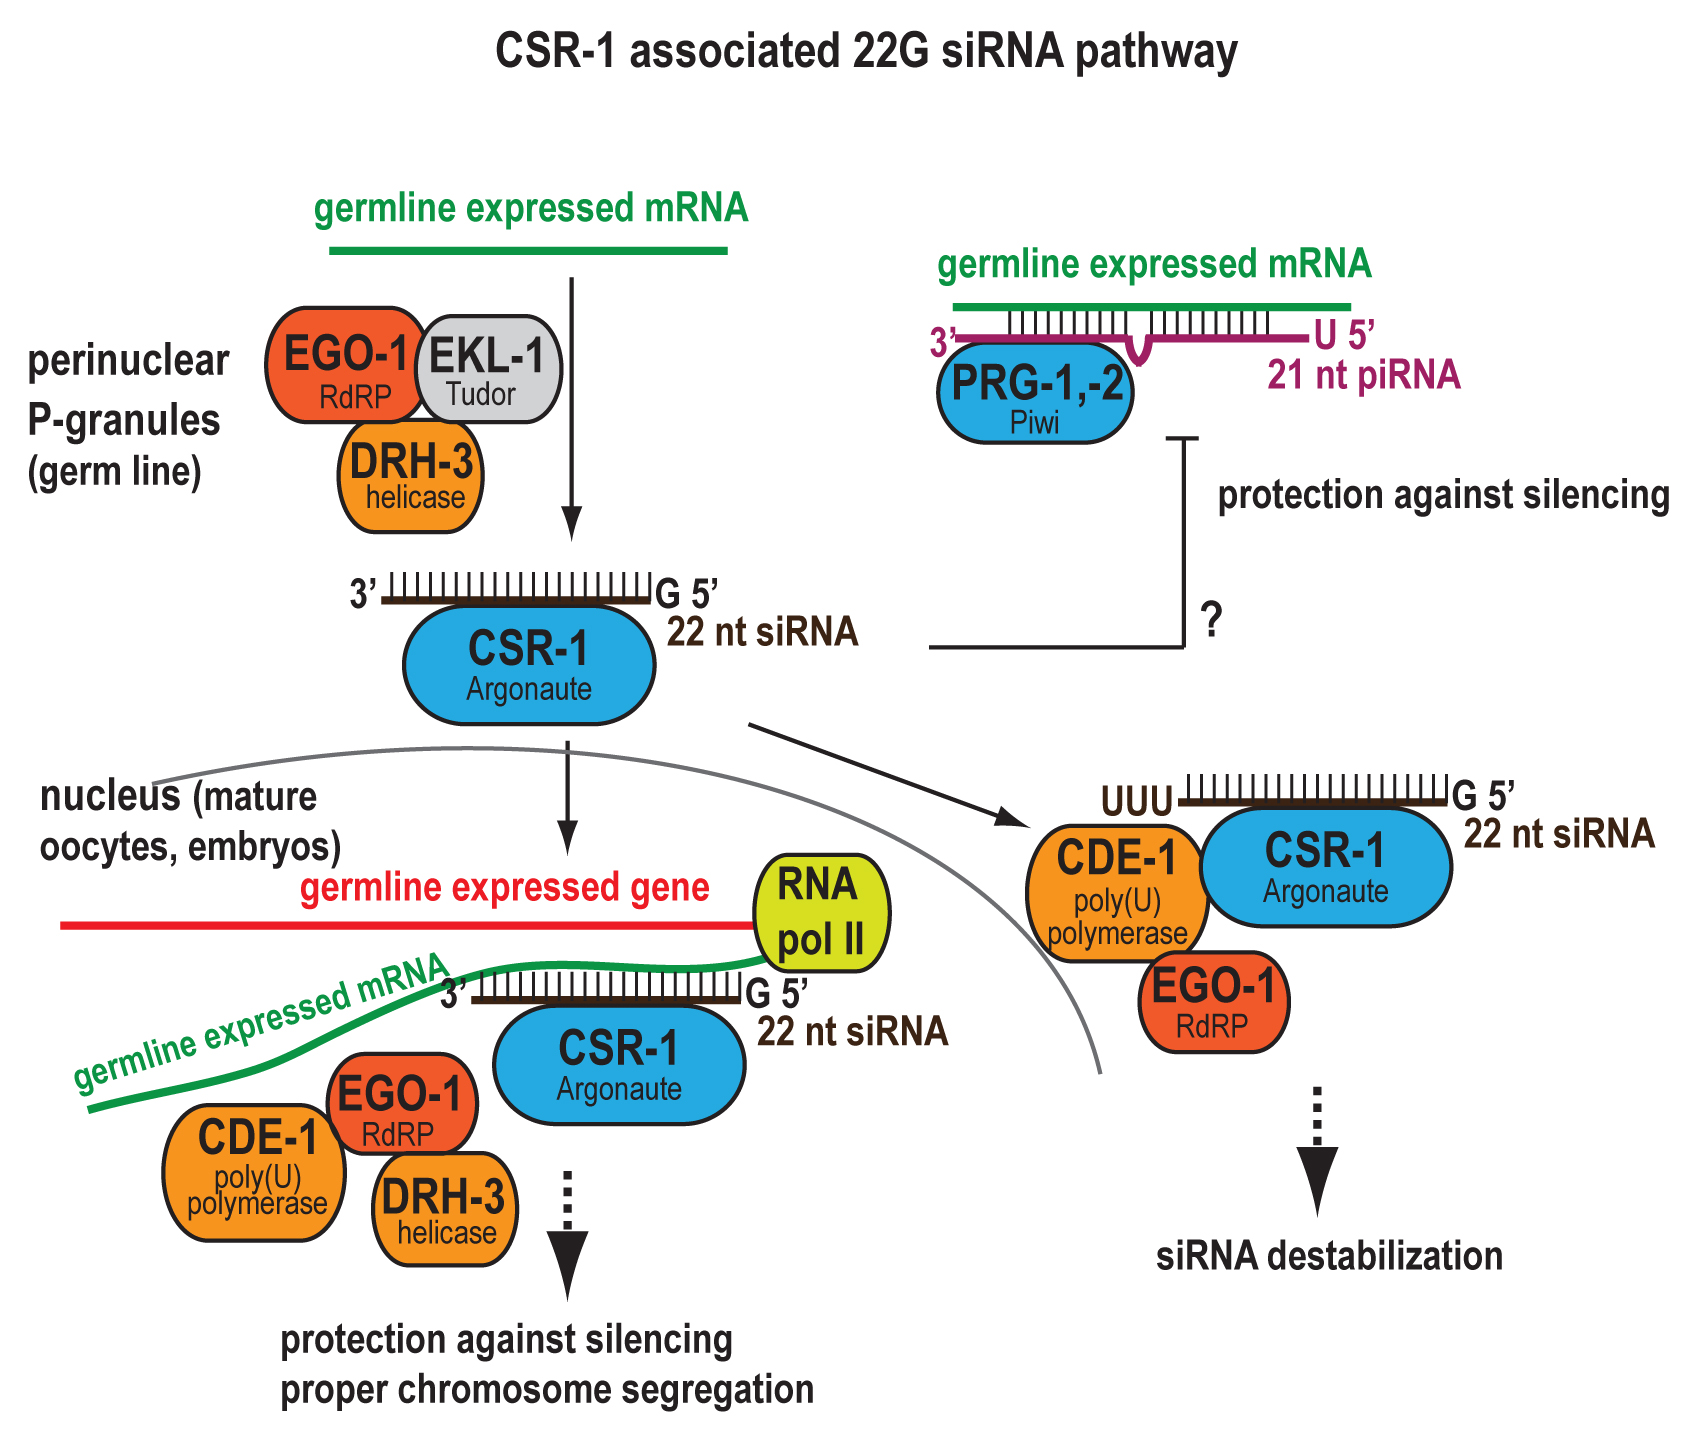 CSR-1 associated 22G siRNA pathway
germline expressed mRNA
perinuclear
P-granules
(germ line)
EGO-1
RdRP
EKL-1
Tudor
DRH-3
helicase
germline expressed mRNA
3’
U 5’
21 nt piRNA
PRG-1,-2
Piwi
protection against silencing
?
3’
G 5’
22 nt siRNA
CSR-1
Argonaute
nucleus (mature
oocytes, embryos)
germline expressed gene
RNA
pol II
germline expressed mRNA
3’
G 5’
22 nt siRNA
CSR-1
Argonaute
EGO-1
RdRP
CDE-1
poly(U)
polymerase
DRH-3
helicase
protection against silencing
proper chromosome segregation
UUU
G 5’
22 nt siRNA
CDE-1
poly(U)
polymerase
CSR-1
Argonaute
EGO-1
RdRP
siRNA destabilization